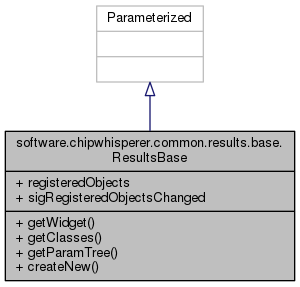 Parameterized
software.chipwhisperer.common.results.base.
ResultsBase
+ registeredObjects
+ sigRegisteredObjectsChanged
+ getWidget()
+ getClasses()
+ getParamTree()
+ createNew()